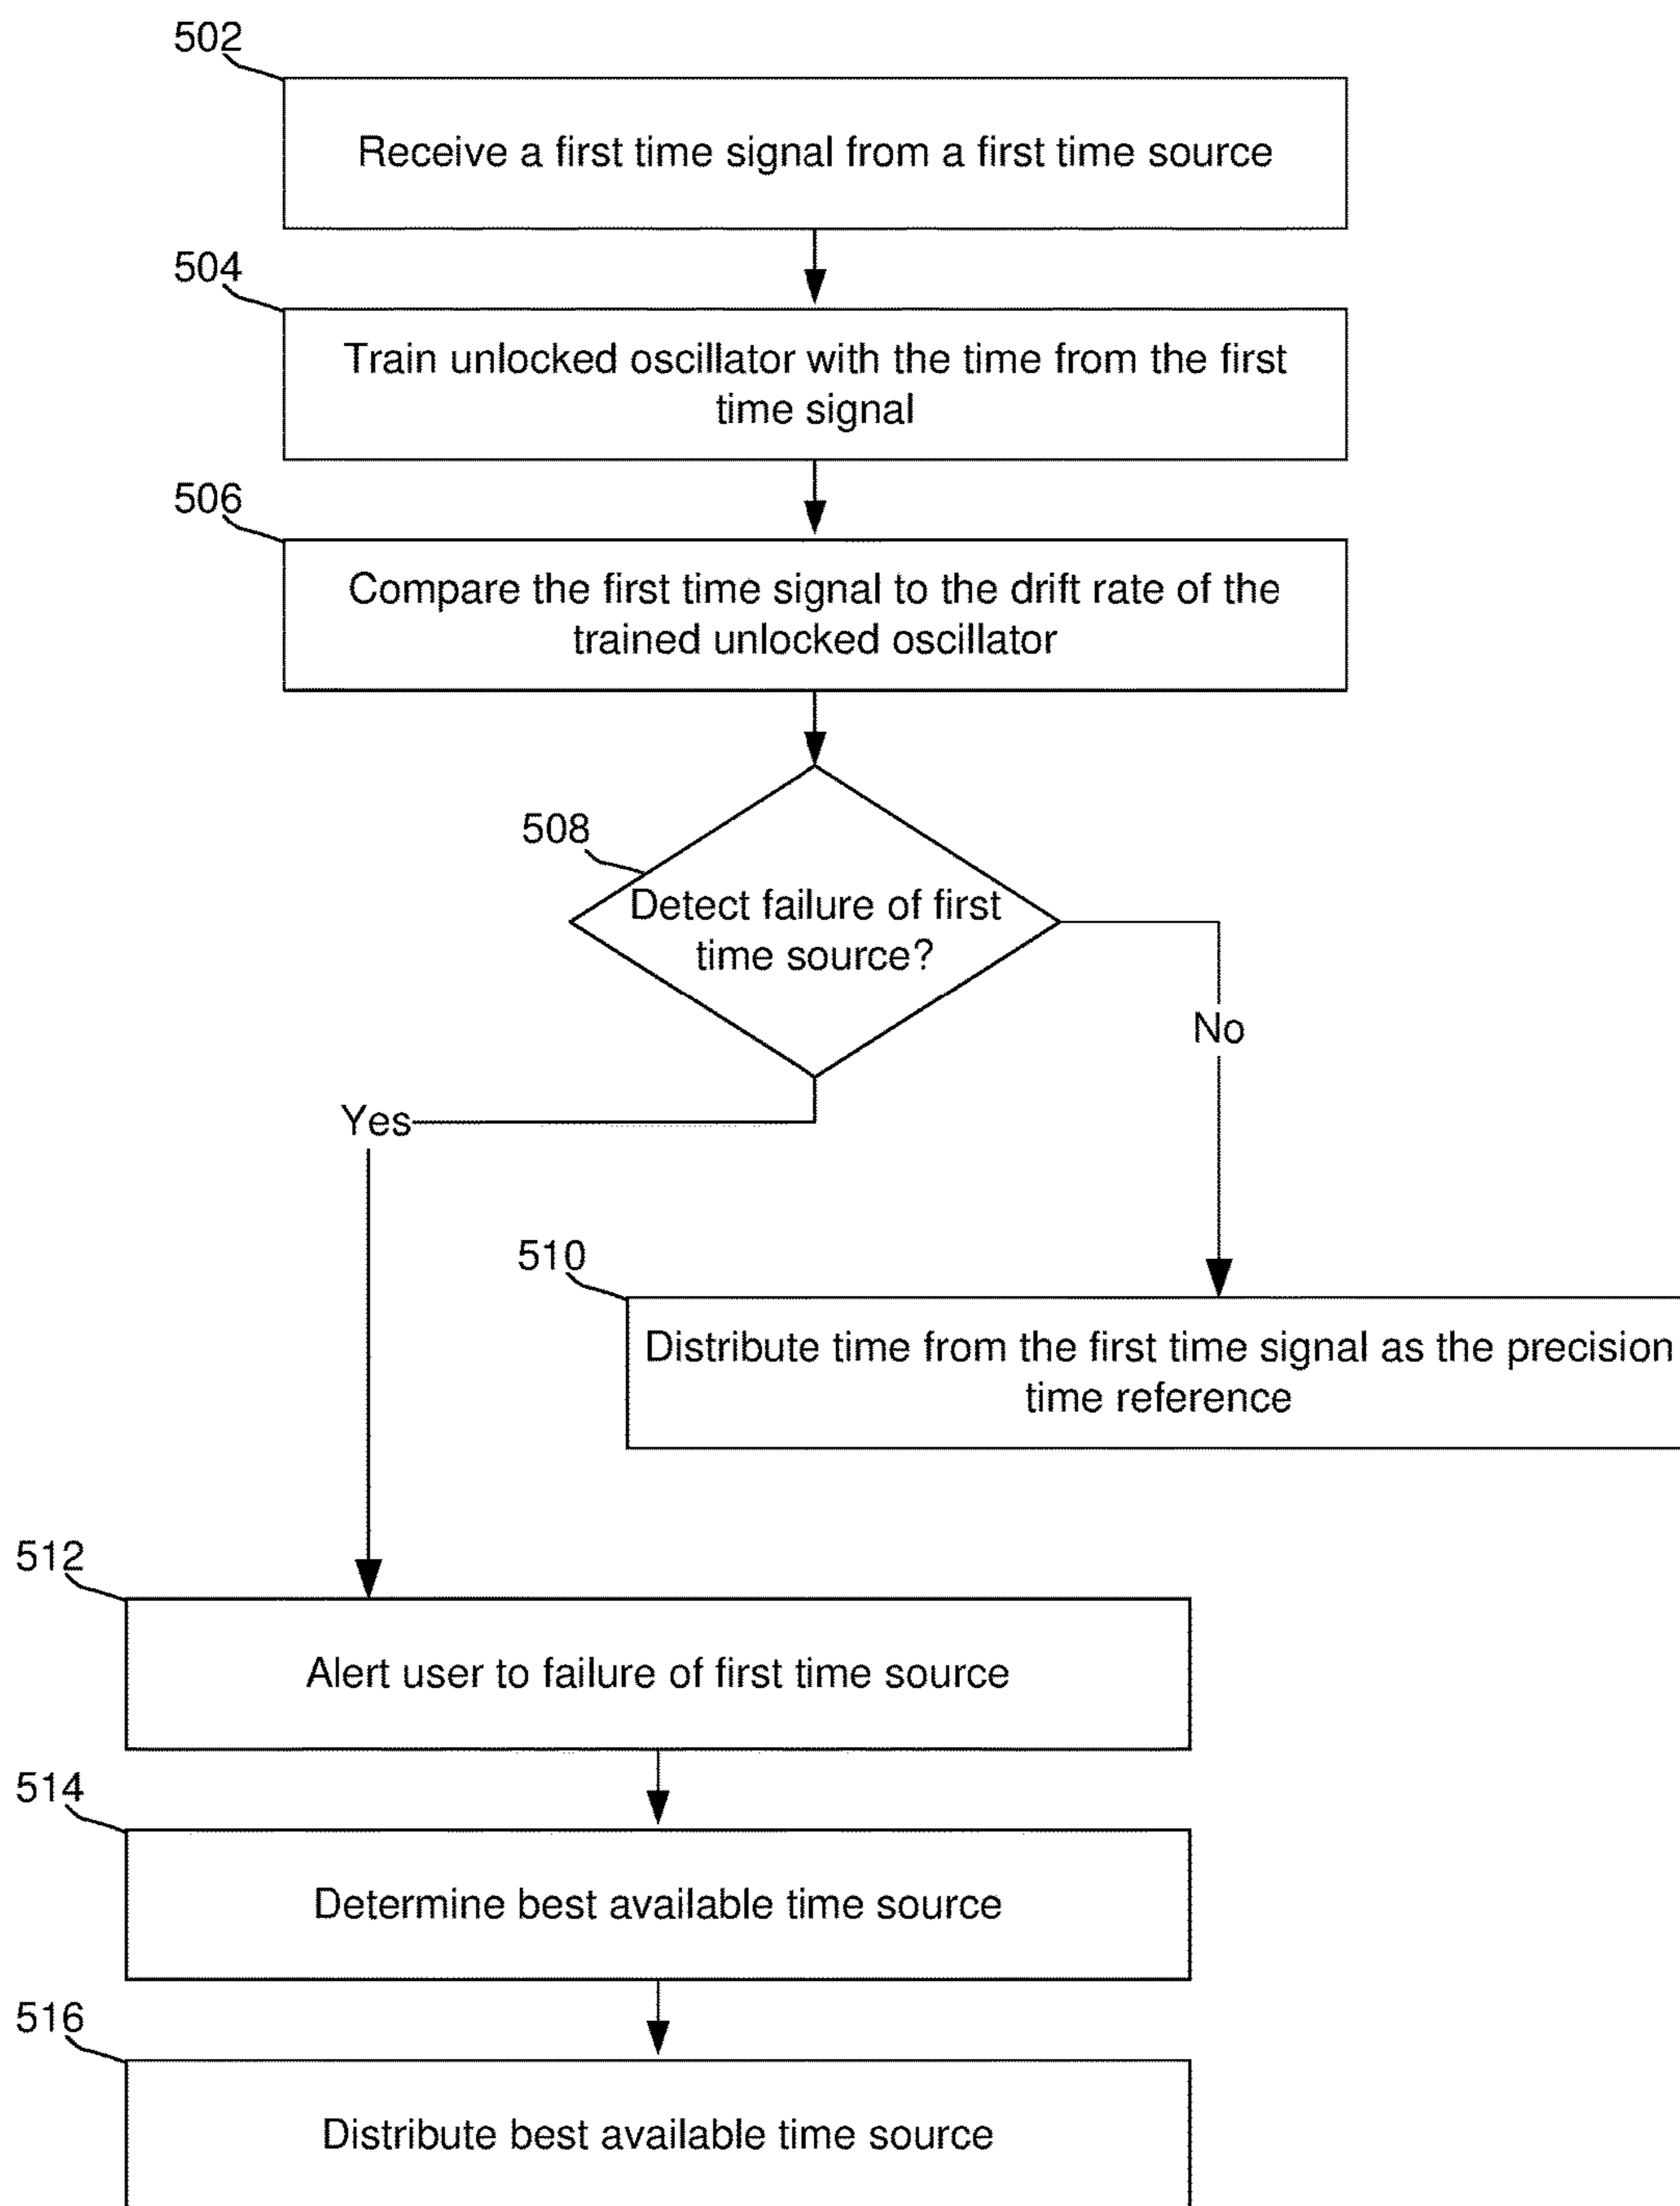 502
Receive a first time signal from a first time source
504
Train unlocked oscillator with the time from the first
time signal
506
Compare the first time signal to the drift rate of the
trained unlocked oscillator
508
Detect failure of first
time source?
No
Yes
510
Distribute time from the first time signal as the precision
time reference
512
Alert user to failure of first time source
514
Determine best available time source
516
Distribute best available time source